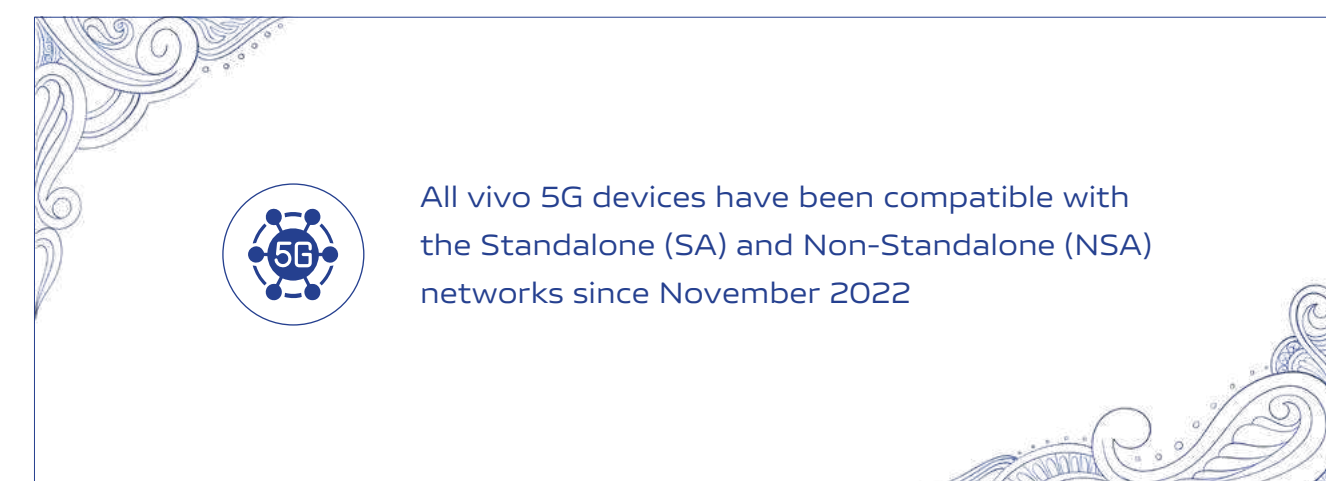 5G
All vivo 5G devices have been compatible with
the Standalone (SA) and Non-Standalone (NSA)
networks since November 2022